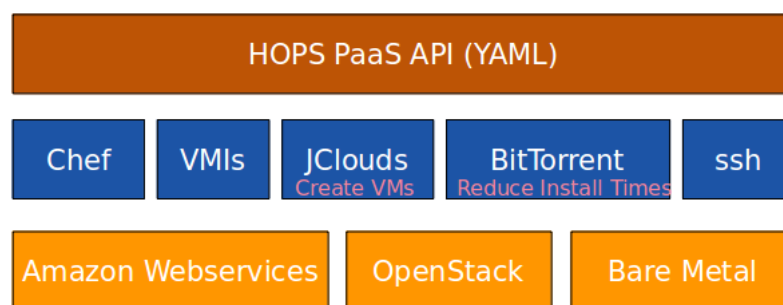 HOPS PaaS API (YAML)
Chef
VMIs
JClouds
Create VMs
BitTorrent
Reduce Install Times
ssh
Amazon Webservices
OpenStack
Bare Metal